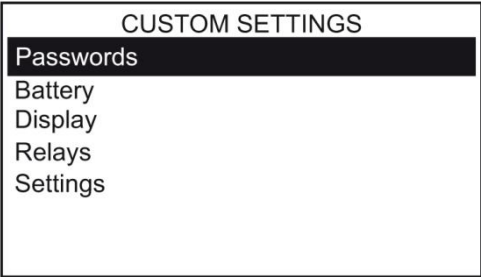 CUSTOM SETTINGS
Passwords
Battery
Display
Relays
Settings